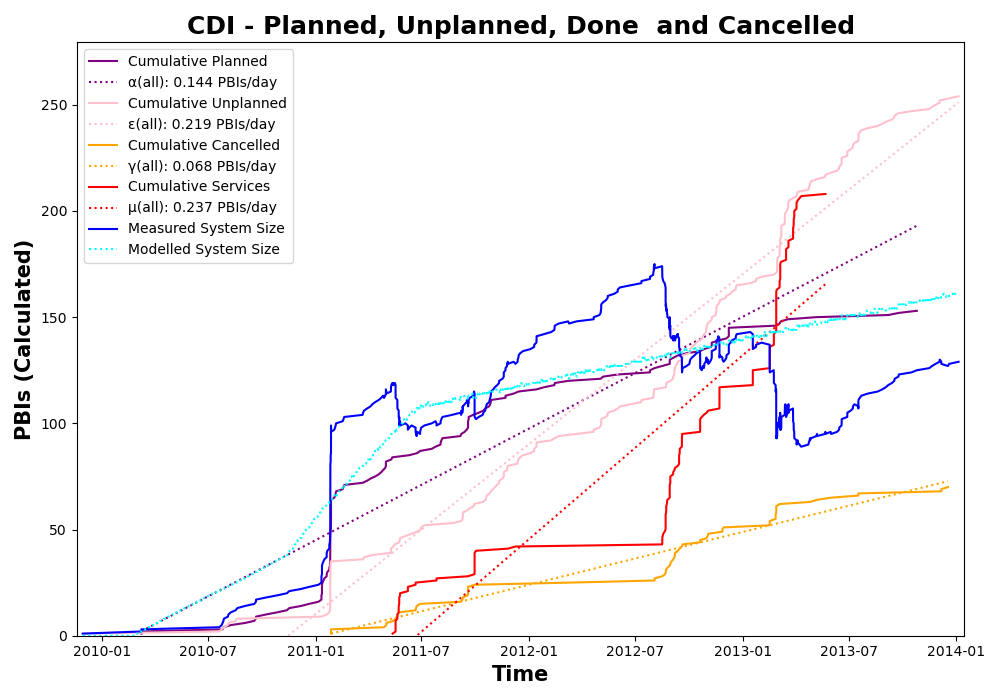 CDI - Planned, Unplanned, Done  and Cancelled
Cumulative Planned
α(all): 0.144 PBIs/day
Cumulative Unplanned
ε(all): 0.219 PBIs/day
Cumulative Cancelled
γ(all): 0.068 PBIs/day
Cumulative Services
μ(all): 0.237 PBIs/day
Measured System Size
Modelled System Size
PBIs (Calculated)
250
200
150
100
50
0
2010-01 2010-07 2011-01 2011-07 2012-01 2012-07 2013-01 2013-07 2014-01
Time